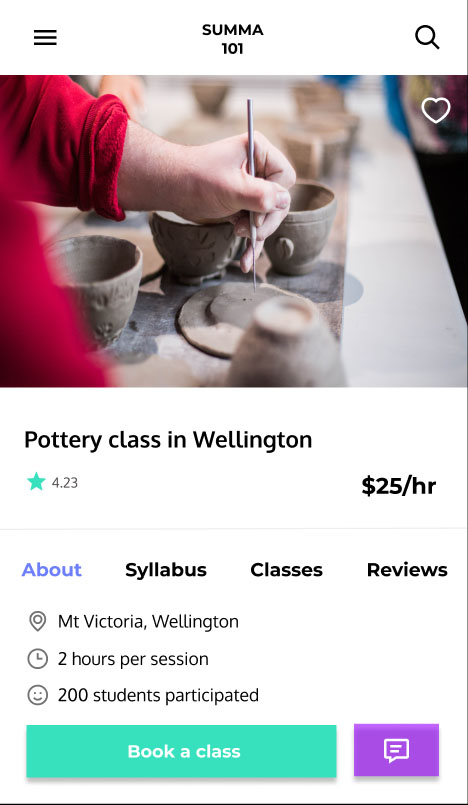 SUMMA
101
Pottery class in Wellington
4.23
$25/hr
About Syllabus Classes Reviews
Mt Victoria, Wellington
2 hours per session
200 students participated
Book a class